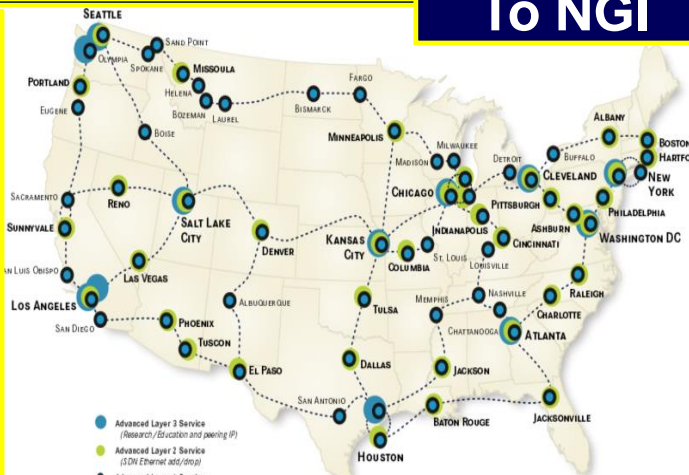 To NGI
SEATTLE
OLYMPIA
SPOKANE
SAND POINT
MISSOULA
HELENA
BOZEMAN
LAUREL
BISMARCK
FARGO
PORTLAND
EUGENE
BOISE
MINNEAPOLIS
MADISON
MILWAUKEE
DETROIT
BUFFALO
ALBANY
BOSTON
HARTFO
CLEVELAND
NEW
YORK
CHICAGO
PITTSBURGH
PHILADELPHIA
SACRAMENTO
RENO
SALT LAKE
CITY
SUNNYVALE
DENVER
KANSAS
CITY
COLUMBIA
ST. LOUIS
INDIANAPOLIS
CINCINNATI
LOUISVILLE
ASHBURN
WASHINGTON DC
AN LUIS OBISPO
LAS VEGAS
LOS ANGELES
SAN DIEGO
ALBUQUERQUE
PHOENIX
TUSCON
EL PASO
TULSA
MEMPHIS
NASHVILLE
RALEIGH
CHARLOTTE
CHATTANOOGA
ATLANTA
DALLAS
JACKSON
SAN ANTONIO
HOUSTON
BATON ROUGE
JACKSONVILLE
Advanced Layer 3 Service
(Research/Education and peering IP)
Advanced Layer 2 Service
(SDN Ethernet add/drop)